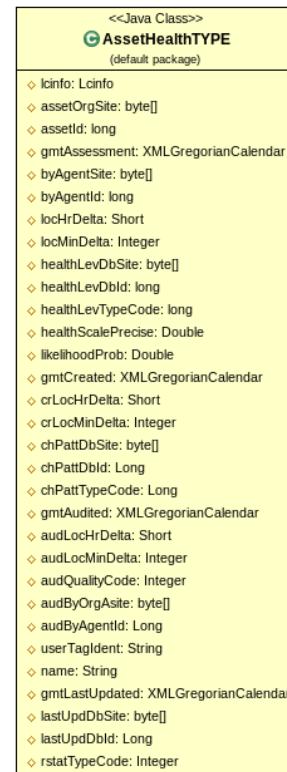 <<Java Class>>
C AssetHealthTYPE
(default package)
lcinfo: Lcinfo
assetOrgSite: byte[]
assetId: long
gmtAssessment: XMLGregorianCalendar
byAgentSite: byte[]
byAgentId: long
locHrDelta: Short
locMinDelta: Integer
healthLevDbSite: byte[]
healthLevDbId: long
healthLevTypeCode: long
healthScalePrecise: Double
likelihoodProb: Double
gmtCreated: XMLGregorianCalendar
crLocHrDelta: Short
crLocMinDelta: Integer
chPattDbSite: byte[]
chPattDbId: Long
chPattTypeCode: Long
gmtAudited: XMLGregorianCalendar
audLocHrDelta: Short
audLocMinDelta: Integer
audQualityCode: Integer
audByOrgAsite: byte[]
audByAgentId: Long
userTagIdent: String
name: String
gmtLastUpdated: XMLGregorianCalendar
lastUpdDbSite: byte[]
lastUpdDbId: Long
rstatTypeCode: Integer